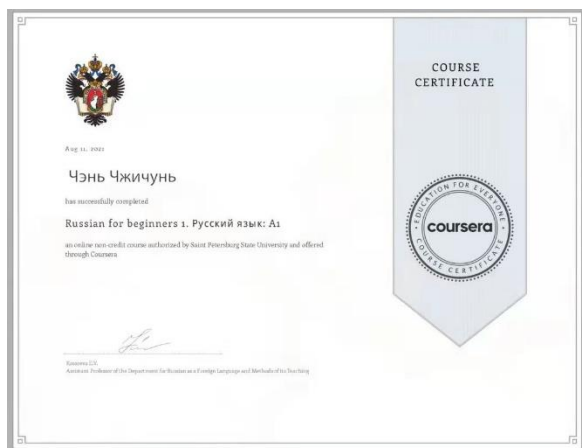 COURSE
CERTIFICATE
Aug 11, 2021
Чэнь Чжичунь
has successfully completed
Russian for beginners 1. Русский язык: A1
an online non-credit course authorized by Saint Petersburg State University and offered
through Coursera
EDUCATION FOR EVERYONE
coursera
COURSE CERTIFICATE
Assistant Professor of the Department for Russian as a Foreign Language and Methods of its Teaching